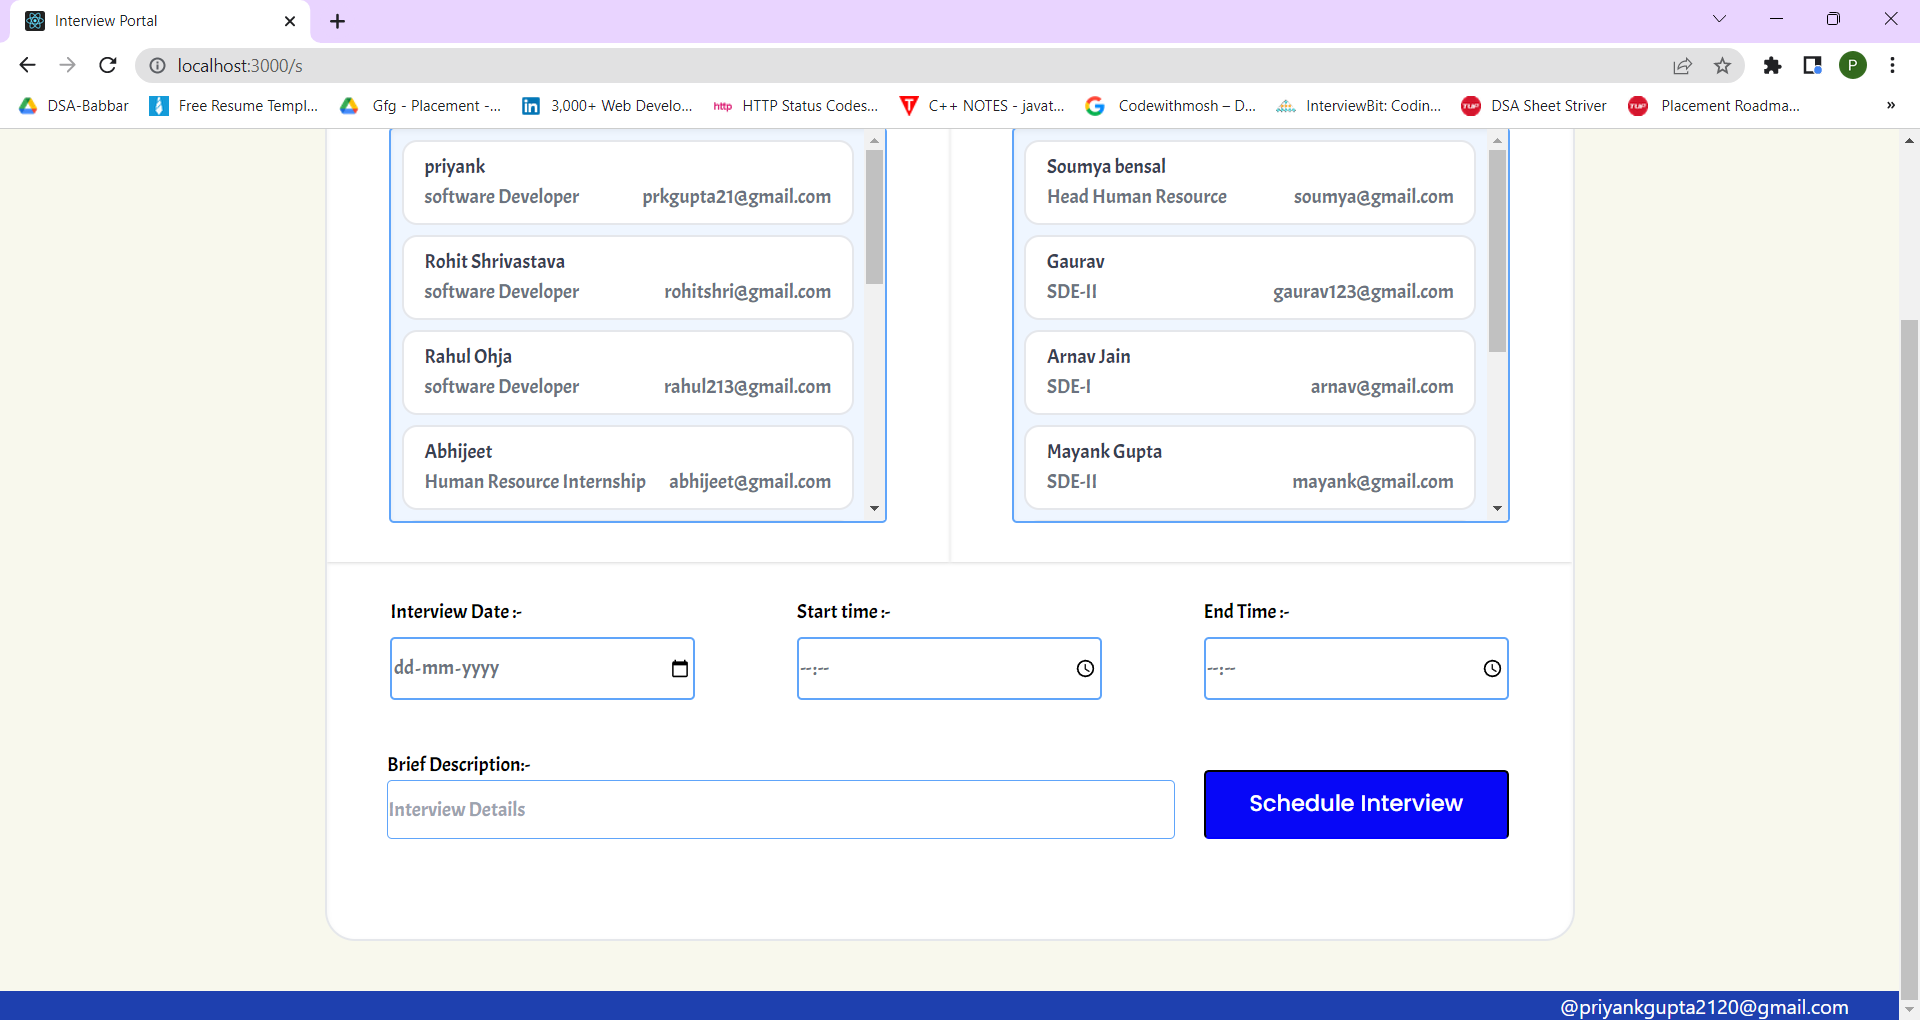 Interview Portal
localhost:3000/s
P
DSA-Babbar
Free Resume Templ...
Gfg - Placement -...
in
3,000+ Web Develo...
http
HTTP Status Codes...
T
C++ NOTES - javat...
G
Codewithmosh – D...
InterviewBit: Codin...
TUF
DSA Sheet Striver
TUF
Placement Roadma...
»
priyank
software Developer prkgupta21@gmail.com
Rohit Shrivastava
software Developer rohitshri@gmail.com
Rahul Ohja
software Developer rahul213@gmail.com
Abhijeet
Human Resource Internship abhijeet@gmail.com
Soumya bensal
Head Human Resource soumya@gmail.com
Gaurav
SDE-II gaurav123@gmail.com
Arnav Jain
SDE-I arnav@gmail.com
Mayank Gupta
SDE-II mayank@gmail.com
Interview Date :-
dd-mm-yyyy
Start time :-
--:--
End Time :-
--:--
Brief Description:-
Interview Details
Schedule Interview
@priyankgupta2120@gmail.com